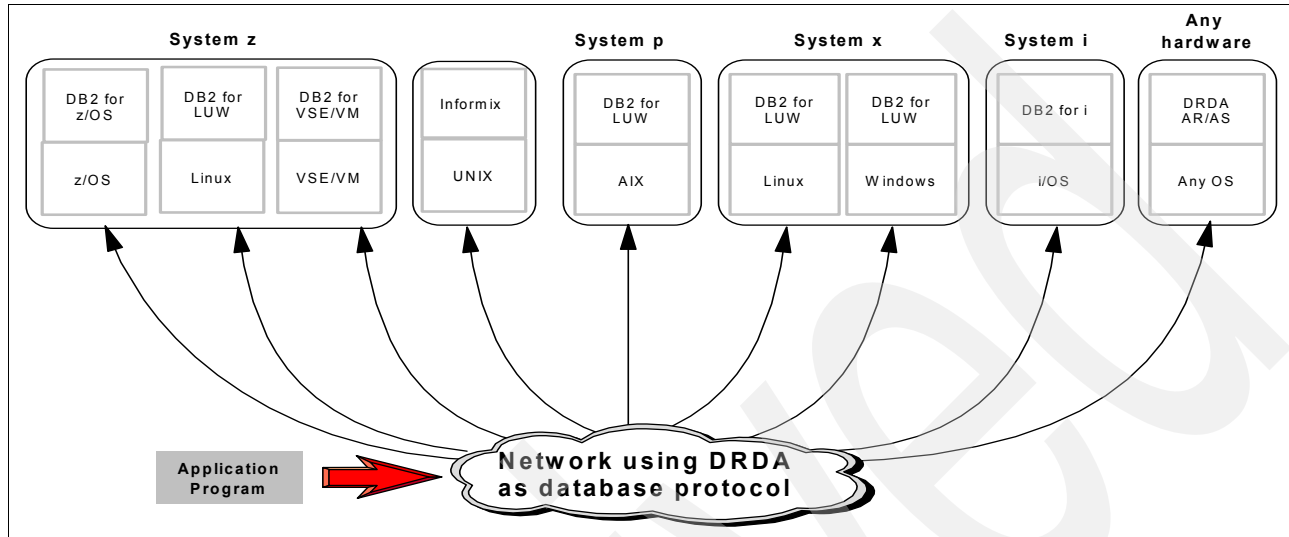 System z
System p
System x
System i
Any
hardware
DB2 for
z/OS
DB2 for
LUW
DB2 for
VSE/VM
Informix
DB2 for
LUW
DB2 for
LUW
DB2 for
LUW
DB2 for i
DRDA
AR/AS
z/OS
Linux
VSE/VM
UNIX
AIX
Linux
Windows
i/OS
Any OS
Application
Program
Network using DRDA
as database protocol